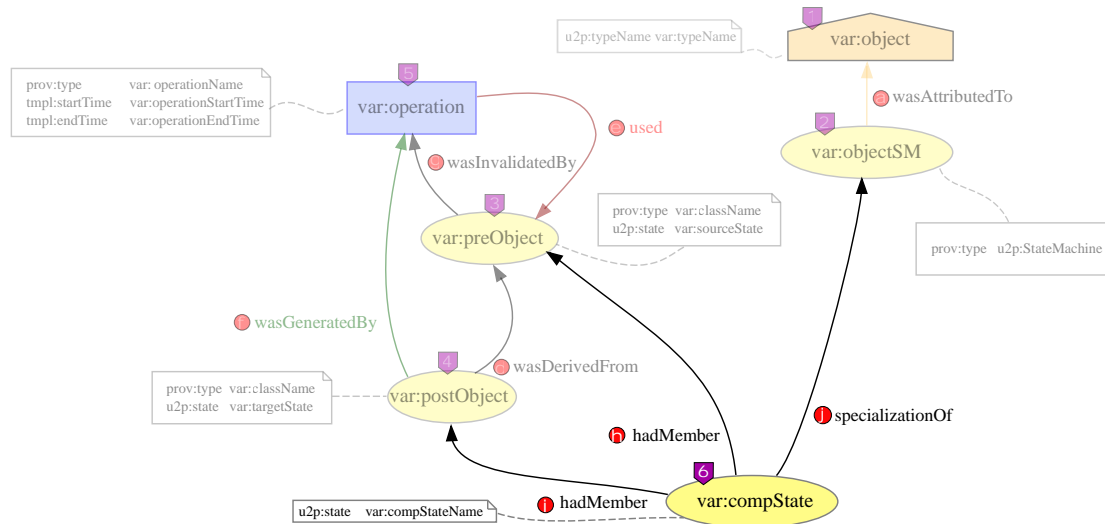 1
u2p:typeName var:typeName
var:object
5
prov:type var: operationName
tmpl:startTime var:operationStartTime
tmpl:endTime var:operationEndTime
var:operation
a wasAttributedTo
e used
2
var:objectSM
g wasInvalidatedBy
3
var:preObject
prov:type var:className
u2p:state var:sourceState
prov:type u2p:StateMachine
f wasGeneratedBy
4
d wasDerivedFrom
prov:type var:className
u2p:state var:targetState
var:postObject
j specializationOf
h hadMember
6
var:compState
i hadMember
u2p:state var:compStateName